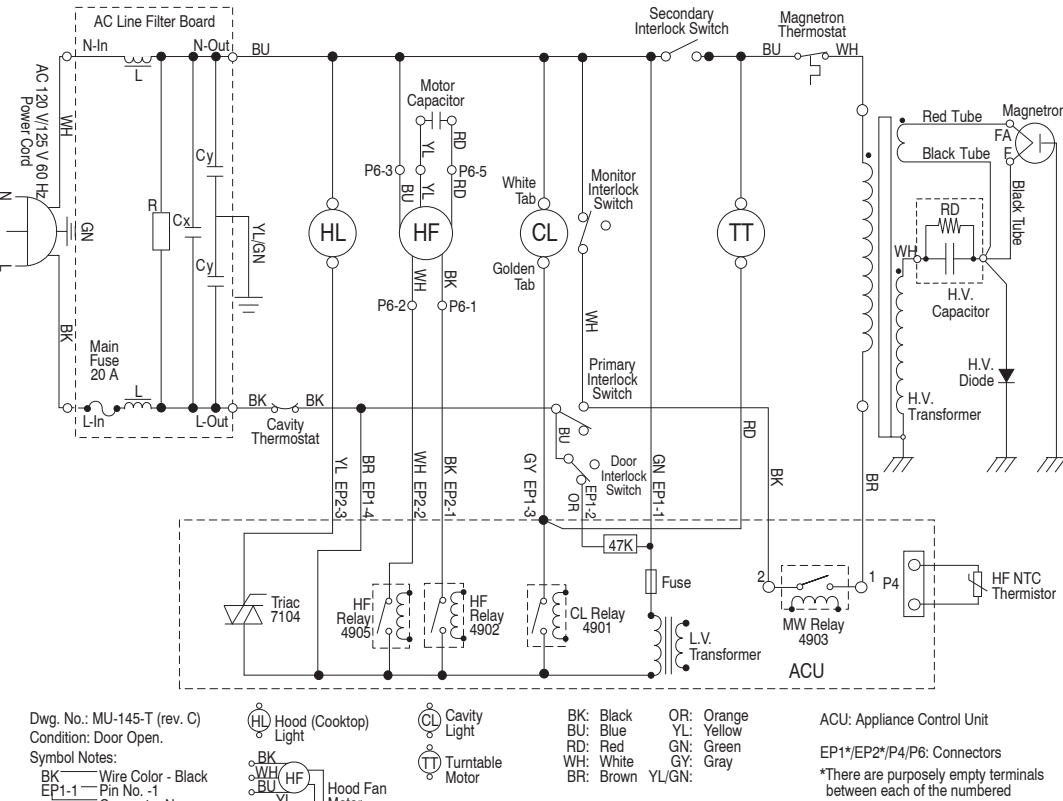 AC Line Filter Board
N-In
N-Out
BU
L
AC 120 V/125 V 60 Hz
Power Cord
WH
N
L
GN
BK
R
Cx
Cy
Cy
YL/GN
Main
Fuse
20 A
L
L-In
L-Out
BK
BK
Cavity
Thermostat
HL
Motor
Capacitor
YL
RD
P6-3
P6-5
BU
YL
RD
HF
WH
BK
P6-2
P6-1
White
Tab
CL
Golden
Tab
Monitor
Interlock
Switch
WH
Primary
Interlock
Switch
BU
Door
Interlock
Switch
OR
EP1-2
Secondary
Interlock Switch
BU
Magnetron
Thermostat
WH
TT
RD
BK
BR
Red Tube
Black Tube
FA
F
Magnetron
Black Tube
RD
WH
H.V.
Capacitor
H.V.
Diode
H.V.
Transformer
YL EP2-3
BR EP1-4
WH EP2-2
BK EP2-1
GY EP1-3
GN EP1-1
47K
Fuse
Triac
7104
HF
Relay
4905
HF
Relay
4902
CL Relay
4901
L.V.
Transformer
2
1
MW Relay
4903
P4
HF NTC
Thermistor
ACU
Dwg. No.: MU-145-T (rev. C)
Condition: Door Open.
Symbol Notes:
BK Wire Color - Black
EP1-1 Pin No. -1
HL Hood (Cooktop)
Light
BK
WH
BU
YL
HF
Hood Fan
CL Cavity
Light
TT Turntable
Motor
BK: Black OR: Orange
BU: Blue YL: Yellow
RD: Red GN: Green
WH: White GY: Gray
BR: Brown YL/GN:
ACU: Appliance Control Unit
EP1*/EP2*/P4/P6: Connectors
*There are purposely empty terminals
between each of the numbered